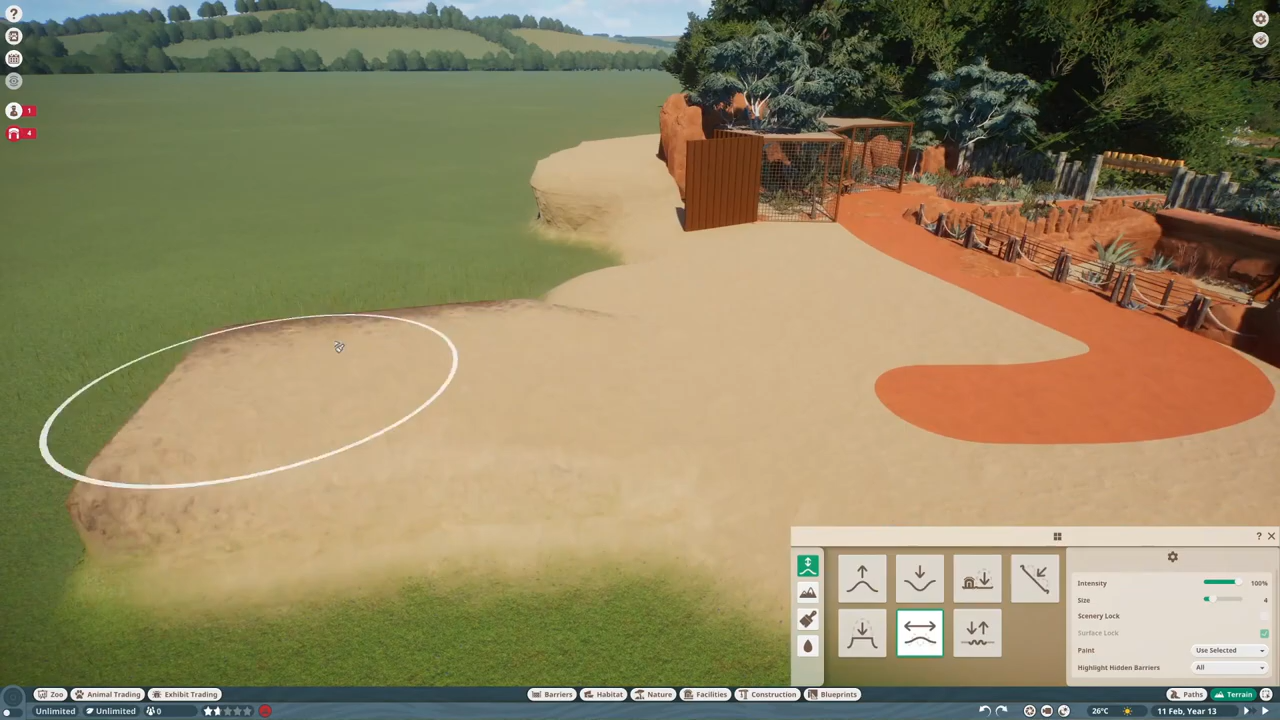 ?
1
4
? ×
Intensity 100%
Size 4
Scenery Lock
Surface Lock
Paint Use Selected
Highlight Hidden Barriers All
Zoo Animal Trading Exhibit Trading Barriers Habitat Nature Facilities Construction Blueprints Paths Terrain
Unlimited Unlimited 0 26°C 11 Feb, Year 13